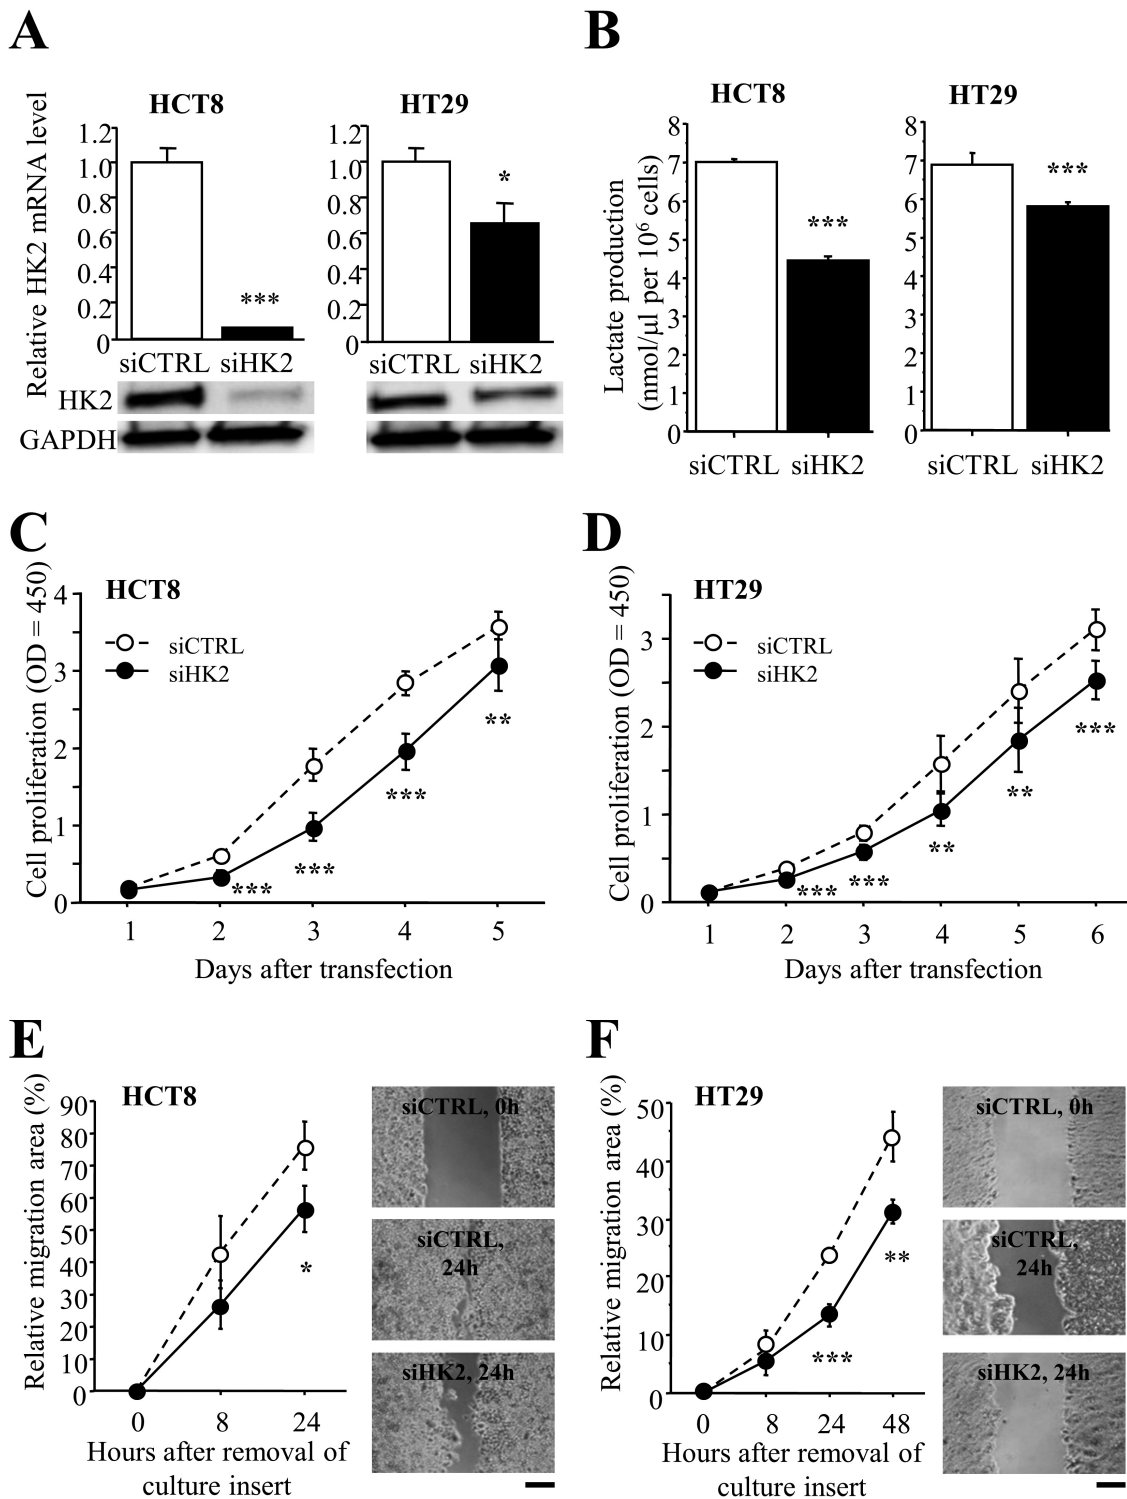 A
HCT8
HT29
Relative HK2 mRNA level
1.2
1.0
0.8
0.6
0.4
0.2
0
***
siCTRL siHK2
1.2
1.0
0.8
0.6
0.4
0.2
0
*
siCTRL siHK2
HK2
GAPDH
B
HCT8
HT29
Lactate production
(nmol/µl per 10⁶ cells)
8
7
6
5
4
3
2
1
0
***
siCTRL siHK2
8
7
6
5
4
3
2
1
0
***
siCTRL siHK2
C
HCT8
siCTRL
siHK2
Cell proliferation (OD = 450)
4
3
2
1
0
***
***
***
**
1 2 3 4 5
Days after transfection
D
HT29
siCTRL
siHK2
Cell proliferation (OD = 450)
3
2
1
0
***
***
**
**
***
1 2 3 4 5 6
Days after transfection
E
HCT8
Relative migration area (%)
90
80
70
60
50
40
30
20
10
0
*
0 8 24
Hours after removal of
culture insert
siCTRL, 0h
siCTRL,
24h
siHK2, 24h
F
HT29
Relative migration area (%)
50
40
30
20
10
0
***
**
0 8 24 48
Hours after removal of
culture insert
siCTRL, 0h
siCTRL,
24h
siHK2, 24h